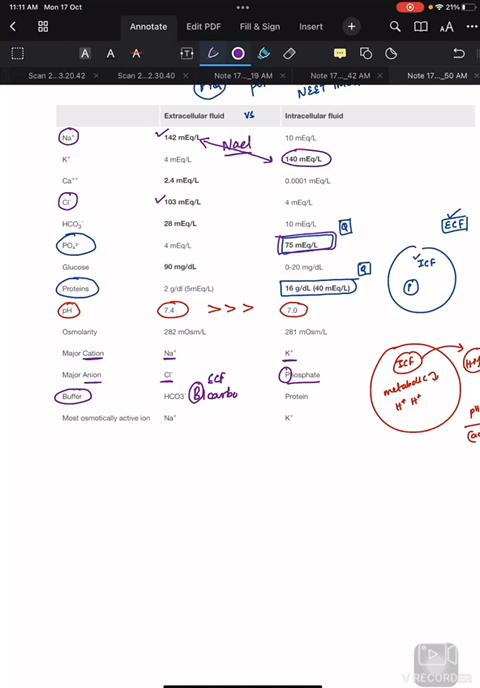 11:11 AM Mon 17 Oct
21%
Annotate Edit PDF Fill & Sign Insert
Scan 2...3.20.42 Scan 2...2.30.40 Note 17..._19 AM Note 17..._42 AM Note 17..._50 AM
NEET
Extracellular fluid VS Intracellular fluid
Na+ 142 mEq/L 10 mEq/L
Nacl
K+ 4 mEq/L 140 mEq/L
Ca++ 2.4 mEq/L 0.0001 mEq/L
Cl- 103 mEq/L 4 mEq/L
HCO3- 28 mEq/L 10 mEq/L Q
ECF
PO4 4 mEq/L 75 mEq/L
ICF
Glucose 90 mg/dL 0-20 mg/dL Q
Proteins 2 g/dl (5mEq/L) 16 g/dL (40 mEq/L)
P
pH 7.4 > > > 7.0
Osmolarity 282 mOsm/L 281 mOsm/L
Major Cation Na+ K+
ICF
Major Anion Cl- Phosphate
metabolic
Buffer HCO3- Bicarbo Protein
H+ H+
pH
Most osmotically active ion Na+ K+
V RECORDER